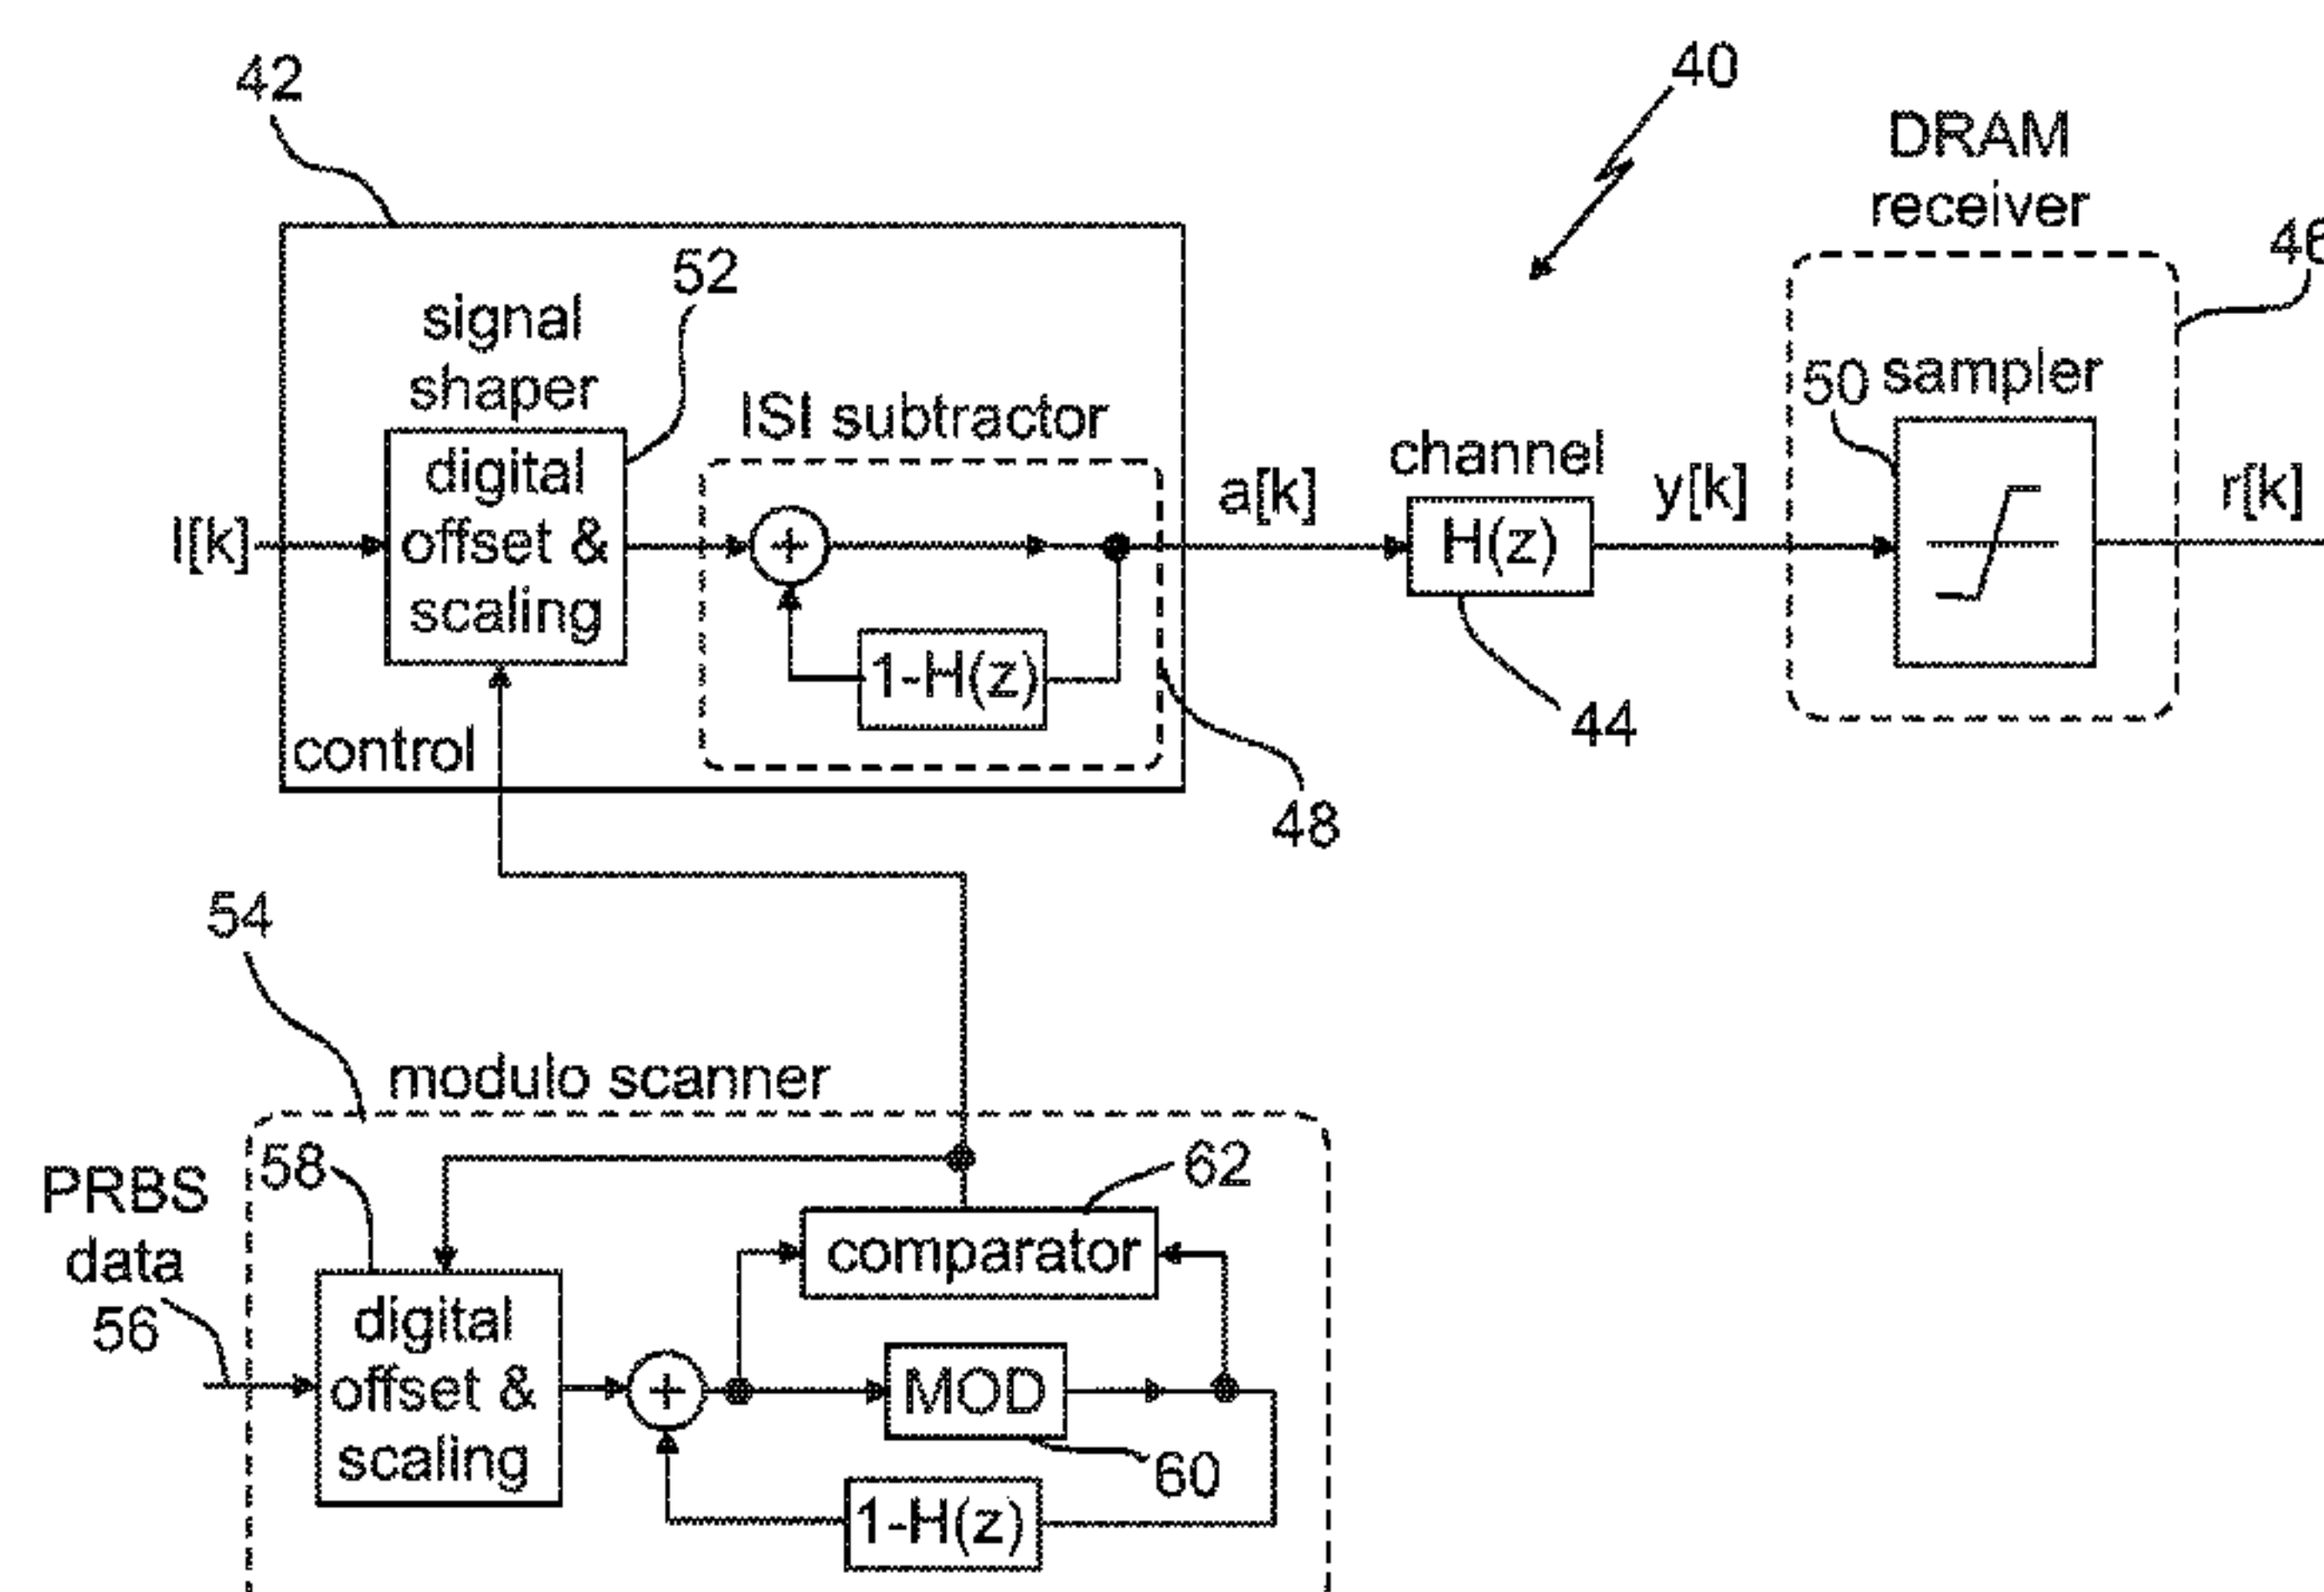 42
40
DRAM
receiver
46
52
signal
shaper
ISI subtractor
50 sampler
digital
offset &
scaling
I[k]
+
1-H(z)
a[k]
channel
H(z)
y[k]
r[k]
44
control
48
54
modulo scanner
58
62
PRBS
data
56
comparator
digital
offset &
scaling
+
MOD
60
1-H(z)